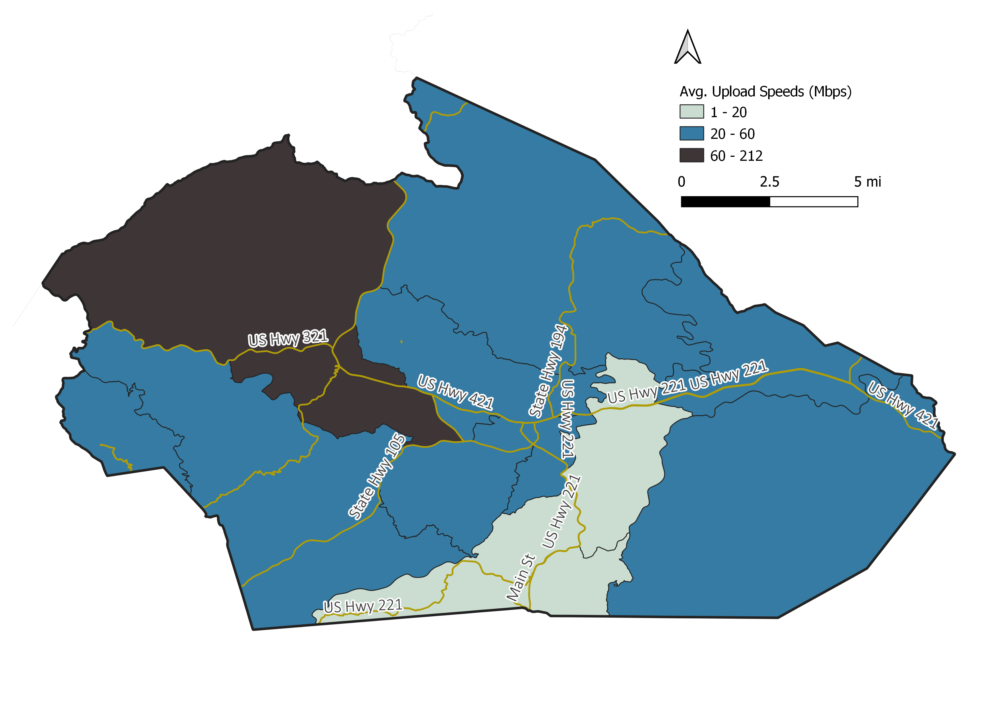 Avg. Upload Speeds (Mbps)
1 - 20
20 - 60
60 - 212
0 2.5 5 mi
US Hwy 321
State Hwy 194
US Hwy 221
US Hwy 221
US Hwy 421
US Hwy 221
US Hwy 421
State Hwy 105
US Hwy 221
Main St
US Hwy 221